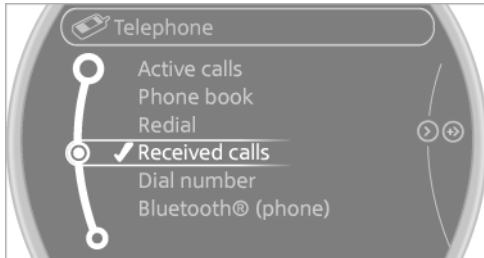 Telephone
Active calls
Phone book
Redial
Received calls
Dial number
Bluetooth® (phone)